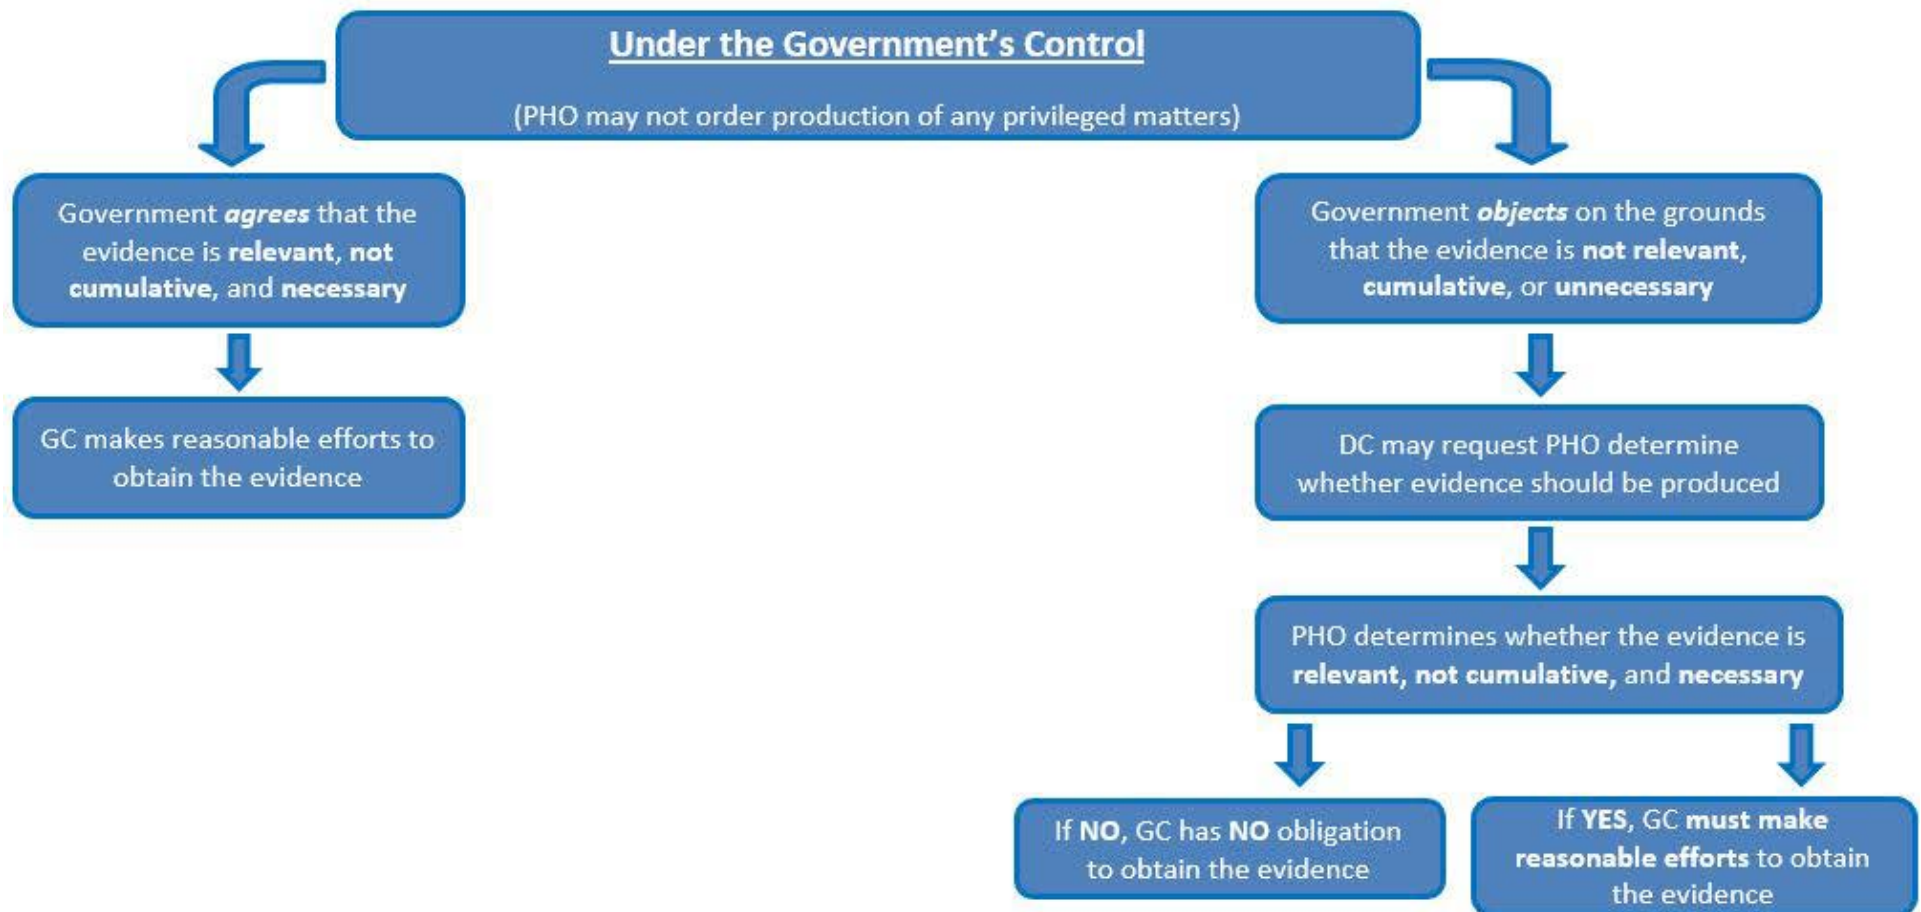 Under the Government's Control
(PHO may not order production of any privileged matters)
Government agrees that the
evidence is relevant, not
cumulative, and necessary
GC makes reasonable efforts to
obtain the evidence
Government objects on the grounds
that the evidence is not relevant,
cumulative, or unnecessary
DC may request PHO determine
whether evidence should be produced
PHO determines whether the evidence is
relevant, not cumulative, and necessary
If NO, GC has NO obligation
to obtain the evidence
If YES, GC must make
reasonable efforts to obtain
the evidence